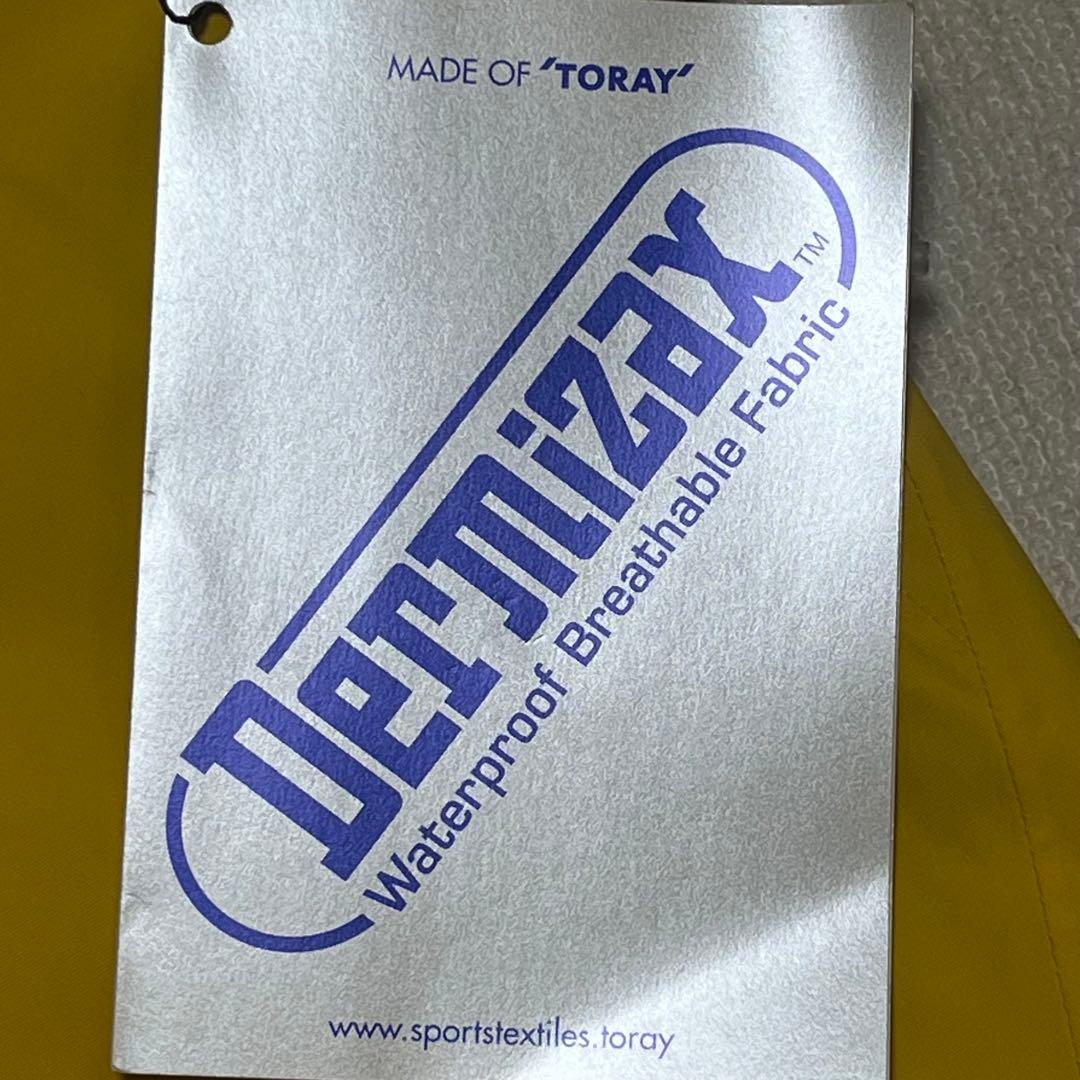 MADE OF ‘TORAY’
Dermizax™
Waterproof Breathable Fabric
www.sportstextiles.toray